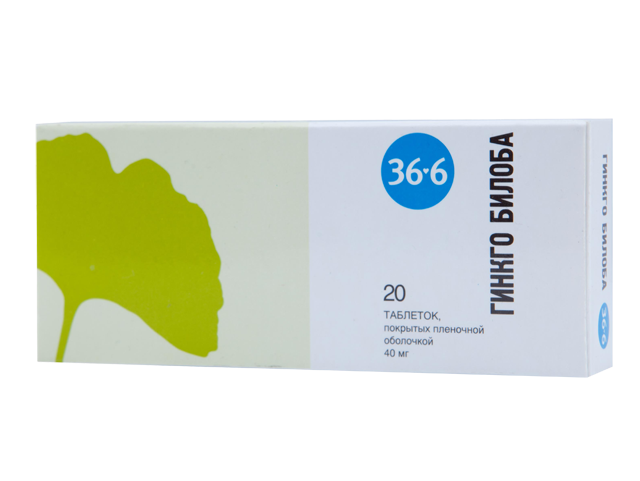 36·6
ГИНКГО БИЛОБА
20
ТАБЛЕТОК,
покрытых пленочной
оболочкой
40 мг
ГИНКГО БИЛОБА
36·6